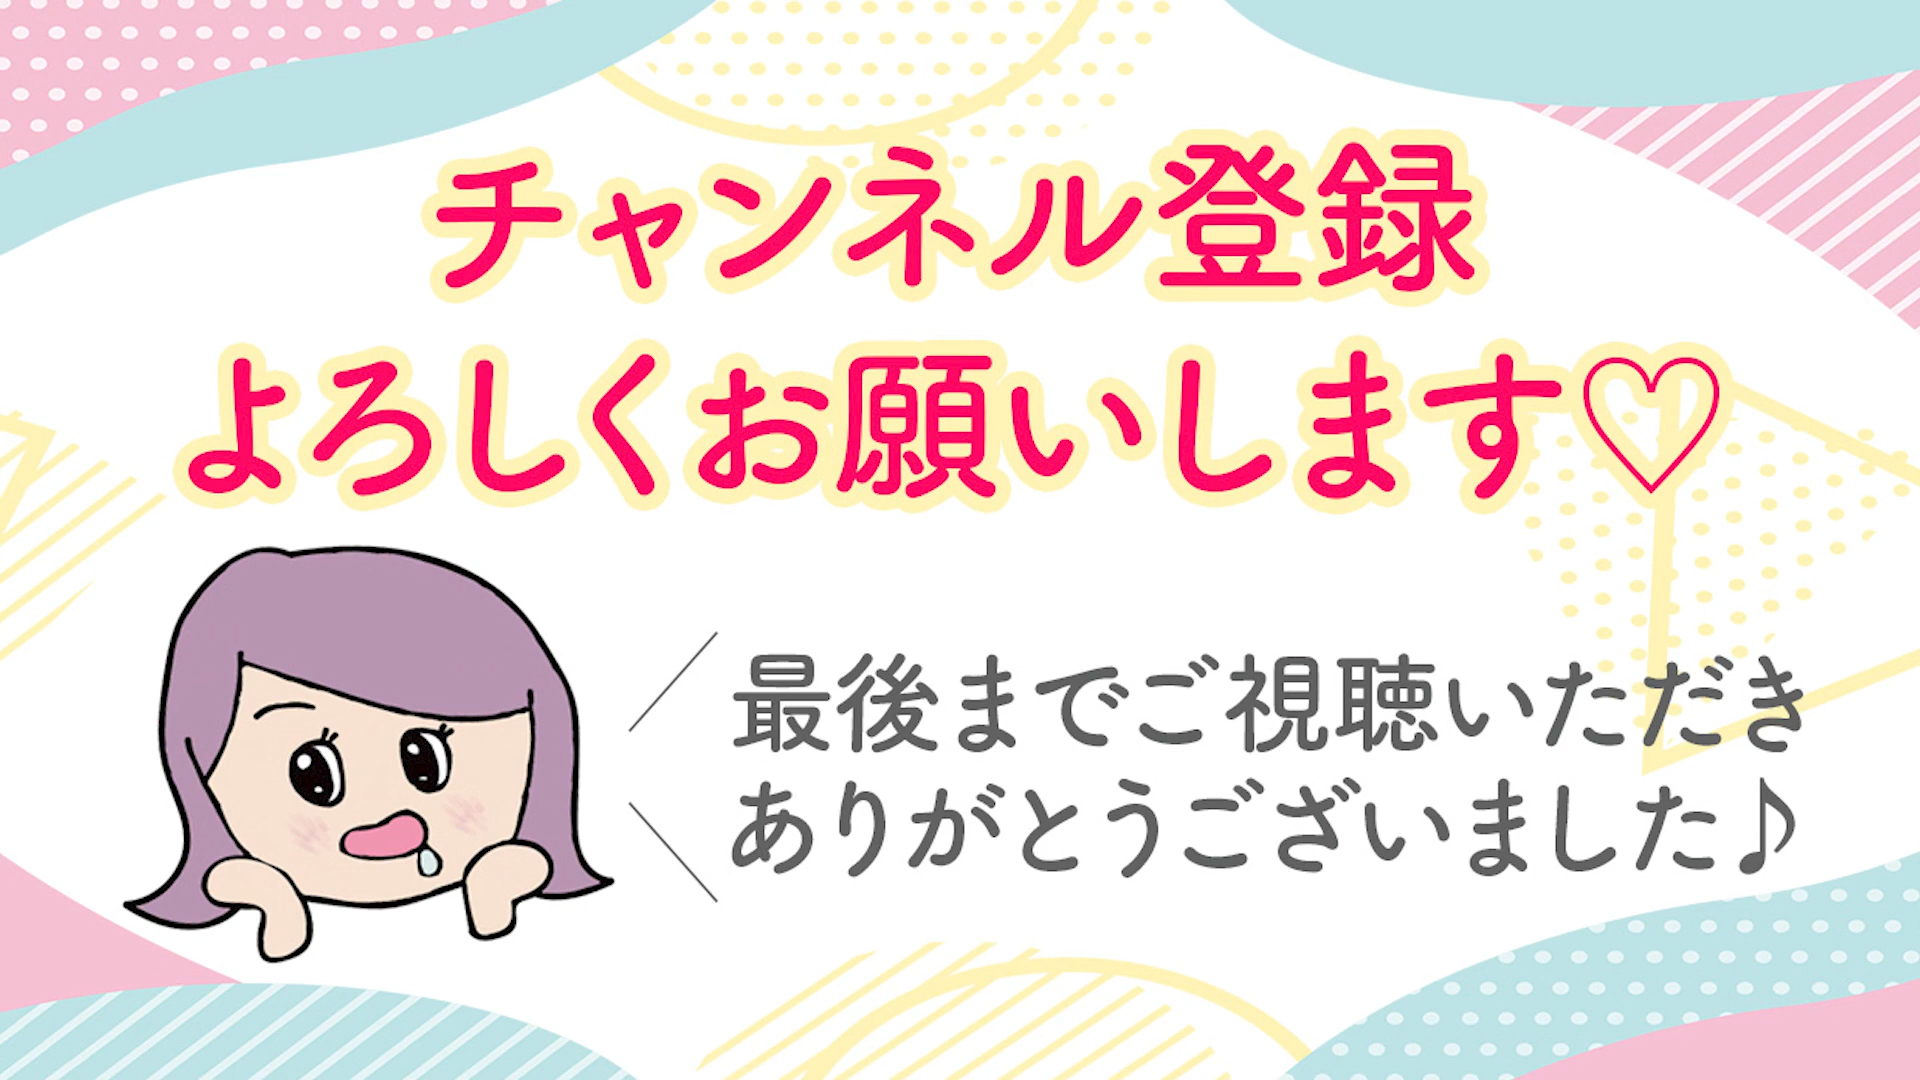 チャンネル登録
よろしくお願いします♡
最後までご視聴いただき
ありがとうございました♪